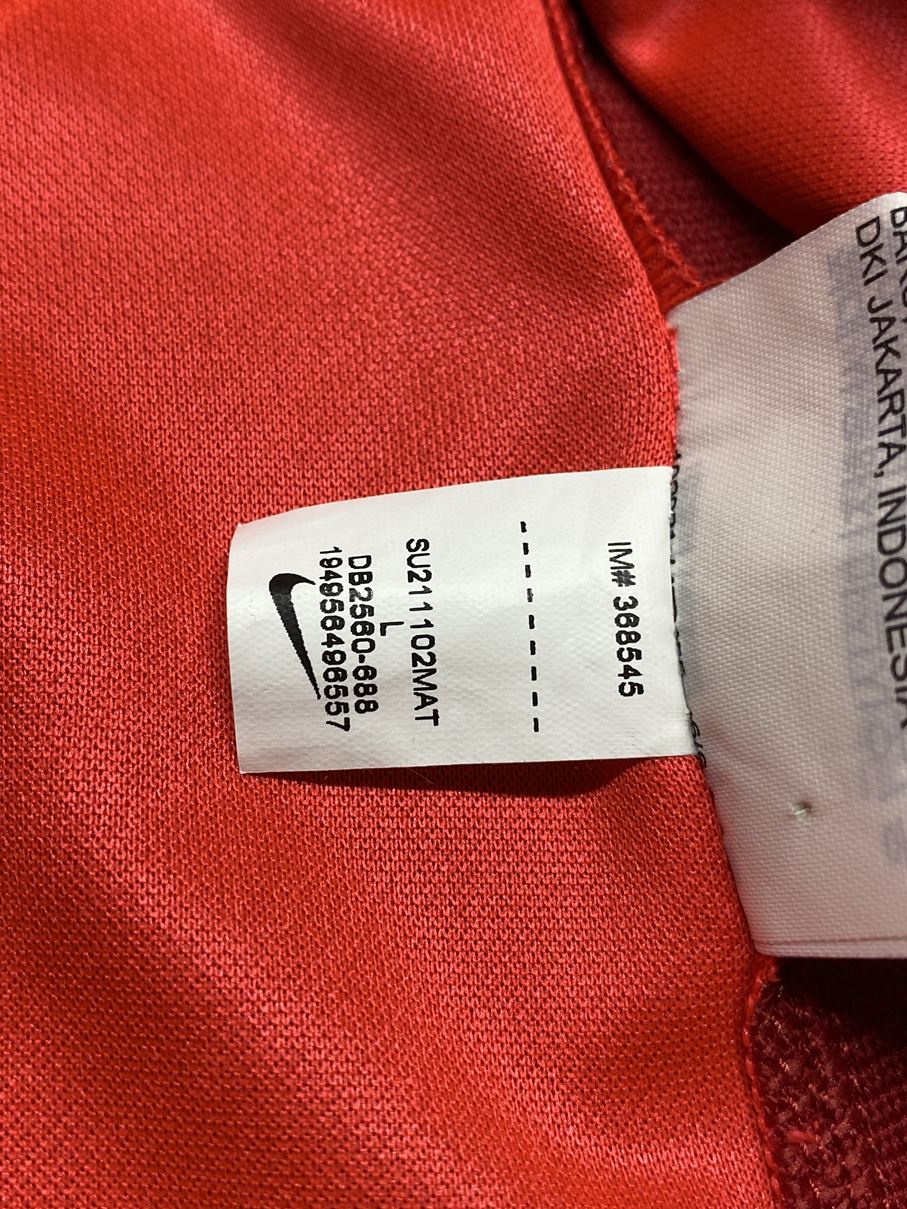 IM# 368545
SU211102MAT
L
DB2560-688
194956496557
DKI JAKARTA, INDONESIA